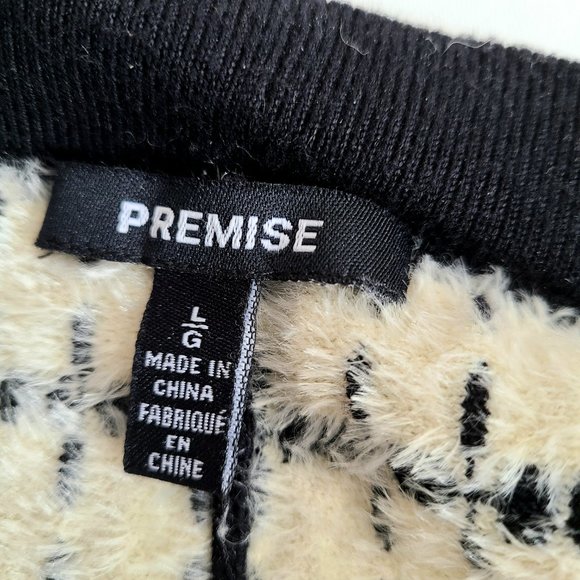 PREMISE
L
G
MADE IN
CHINA
FABRIQUÉ
EN
CHINE